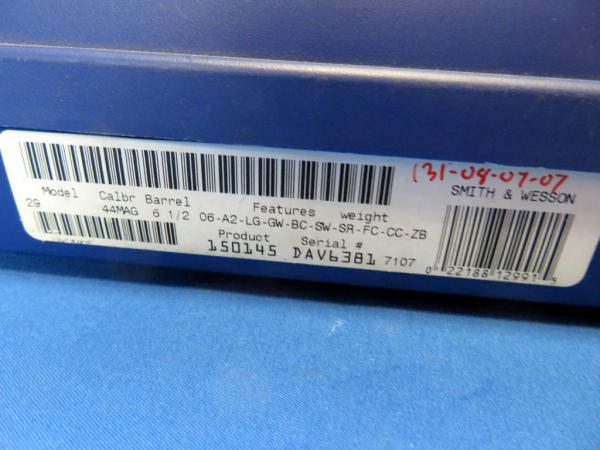 131-04-07-07
SMITH & WESSON
Model Calbr Barrel Features weight
29 44MAG 6 1/2 06-A2-LG-GW-BC-SW-SR-FC-CC-ZB
Product Serial #
150145 DAV6381 7107
0 22188 12991 5